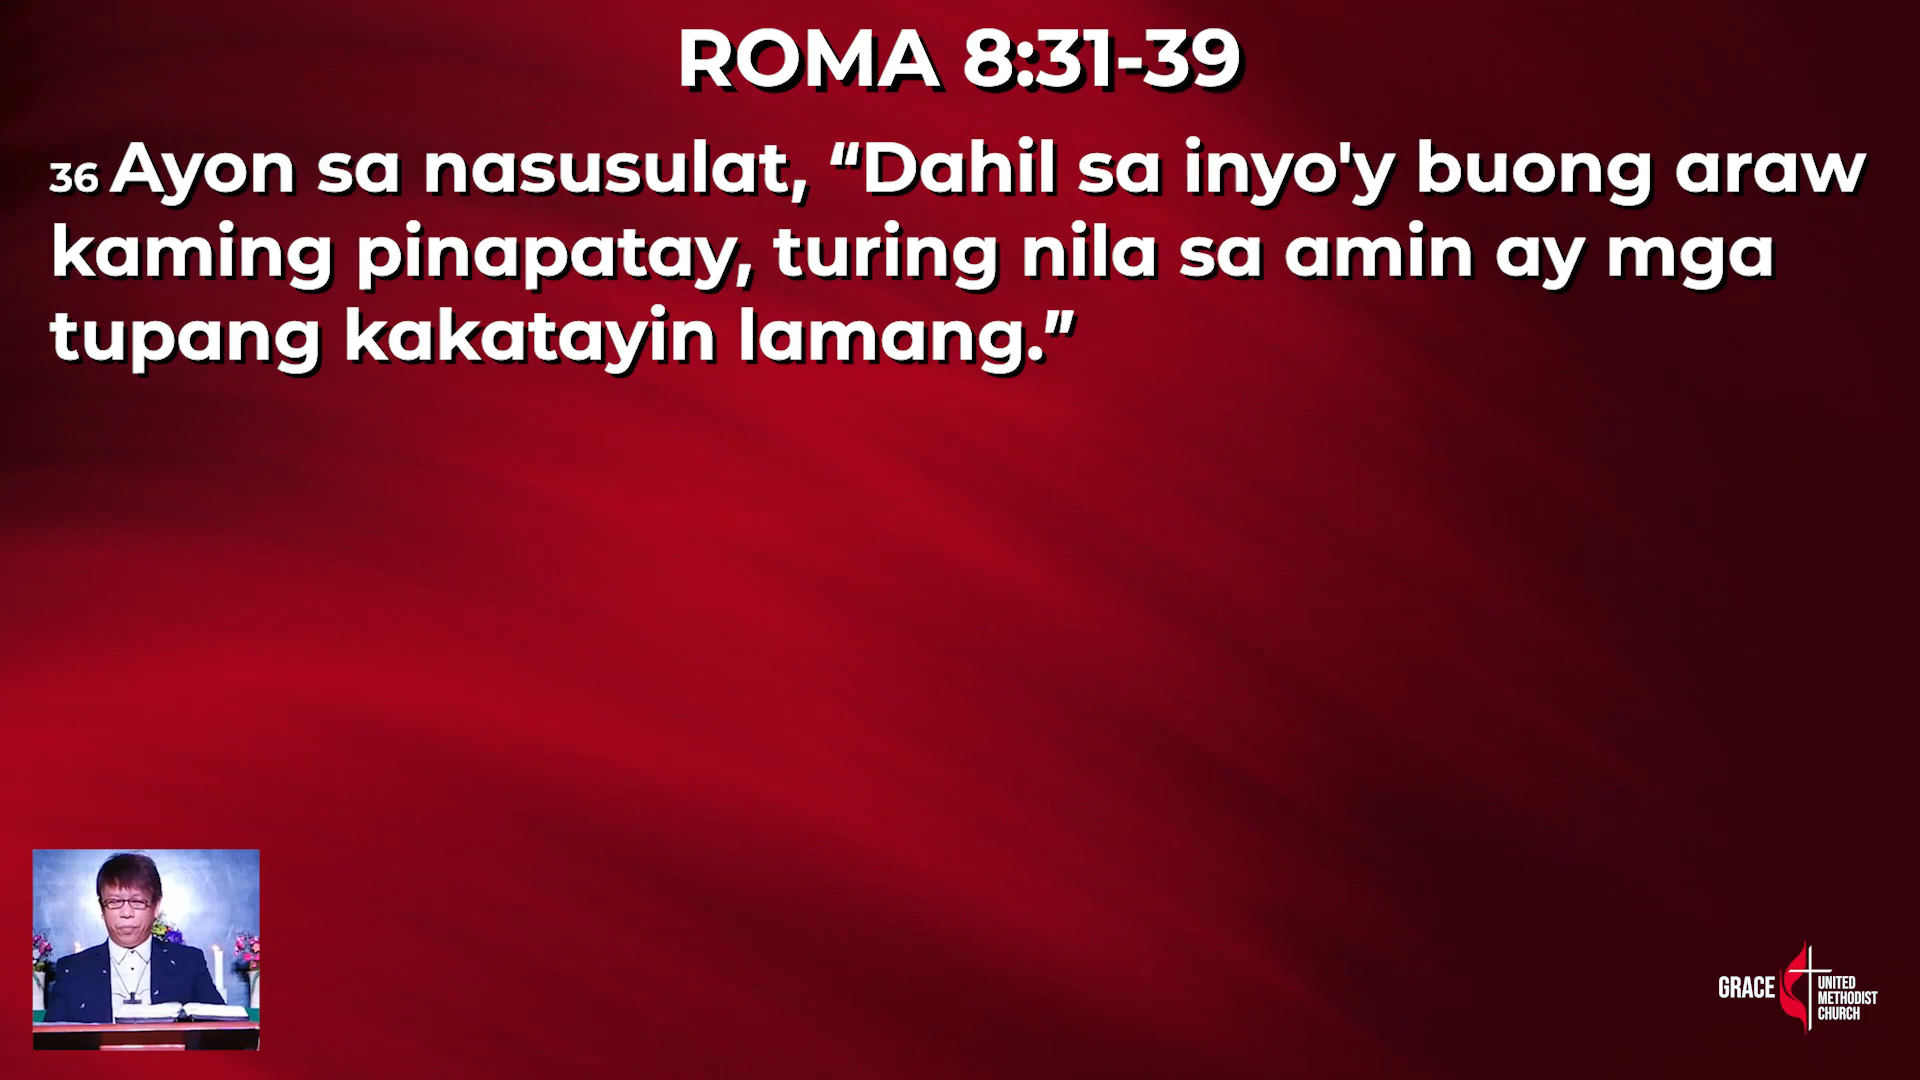 ROMA 8:31-39
36 Ayon sa nasusulat, “Dahil sa inyo'y buong araw
kaming pinapatay, turing nila sa amin ay mga
tupang kakatayin lamang.”
GRACE
UNITED
METHODIST
CHURCH